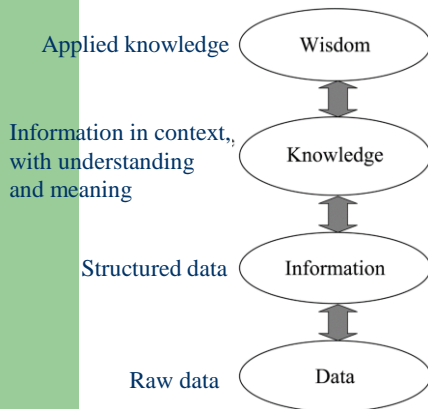 Applied knowledge
Wisdom
Information in context,,
with understanding
and meaning
Knowledge
Structured data
Information
Raw data
Data